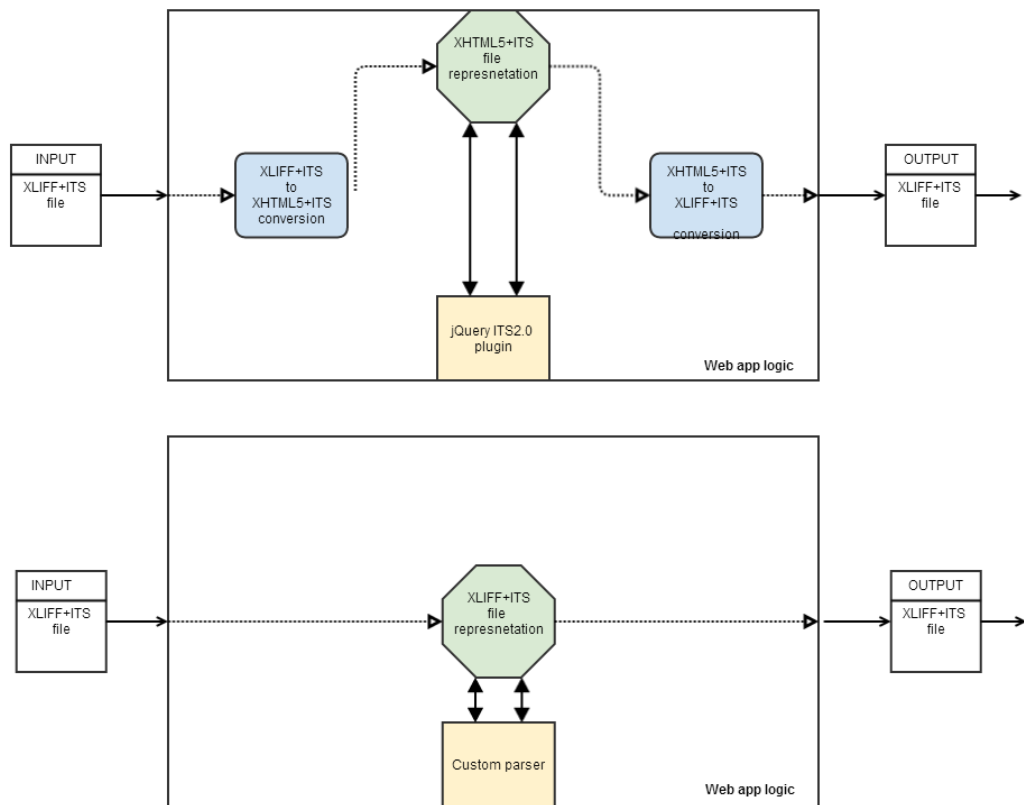 XHTML5+ITS
file
represnetation
INPUT
XLIFF+ITS
file
XLIFF+ITS
to
XHTML5+ITS
conversion
XHTML5+ITS
to
XLIFF+ITS
conversion
OUTPUT
XLIFF+ITS
file
jQuery ITS2.0
plugin
Web app logic
INPUT
XLIFF+ITS
file
XLIFF+ITS
file
represnetation
OUTPUT
XLIFF+ITS
file
Custom parser
Web app logic